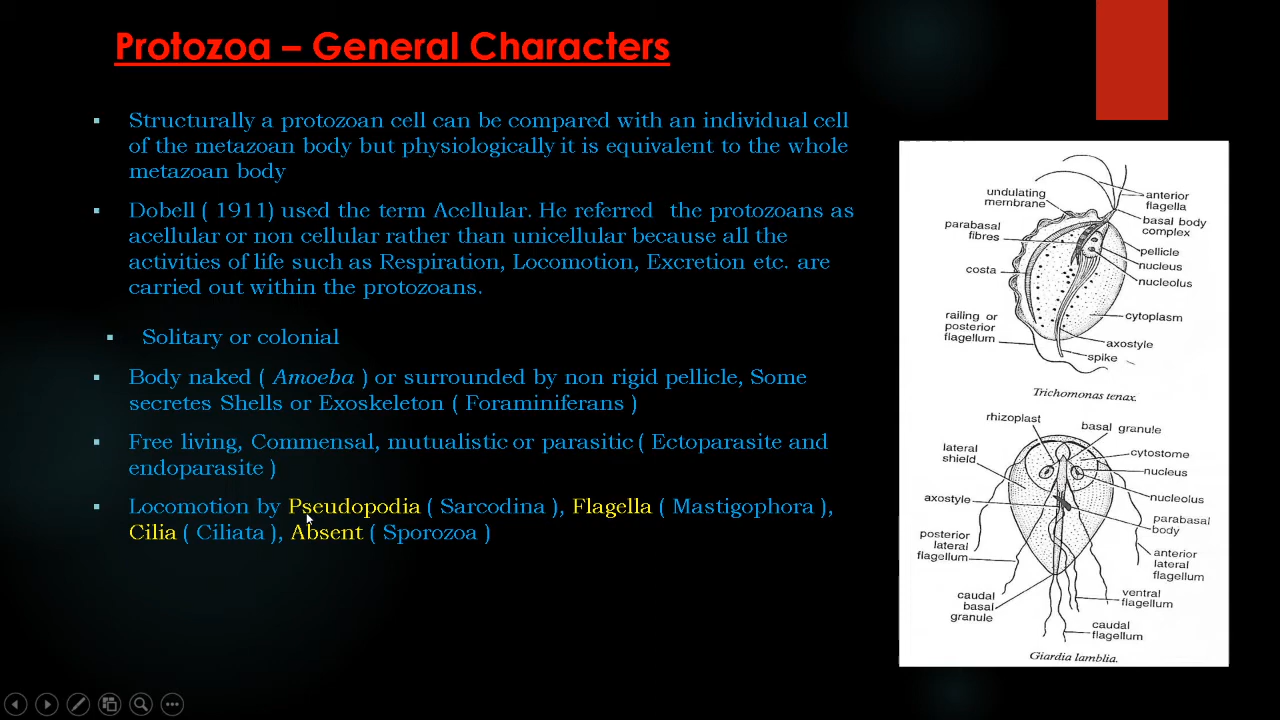 Protozoa – General Characters
Structurally a protozoan cell can be compared with an individual cell
of the metazoan body but physiologically it is equivalent to the whole
metazoan body
Dobell ( 1911) used the term Acellular. He referred the protozoans as
acellular or non cellular rather than unicellular because all the
activities of life such as Respiration, Locomotion, Excretion etc. are
carried out within the protozoans.
Solitary or colonial
Body naked ( Amoeba ) or surrounded by non rigid pellicle, Some
secretes Shells or Exoskeleton ( Foraminiferans )
Free living, Commensal, mutualistic or parasitic ( Ectoparasite and
endoparasite )
Locomotion by Pseudopodia ( Sarcodina ), Flagella ( Mastigophora ),
Cilia ( Ciliata ), Absent ( Sporozoa )
undulating
membrane
parabasal
fibres
costa
railing or
posterior
flagellum
anterior
flagella
basal body
complex
pellicle
nucleus
nucleolus
cytoplasm
axostyle
spike
Trichomonas tenax.
rhizoplast
basal granule
lateral
shield
cytostome
nucleus
nucleolus
axostyle
parabasal
body
posterior
lateral
flagellum
anterior
lateral
flagellum
caudal
basal
granule
ventral
flagellum
caudal
flagellum
Giardia lamblia.